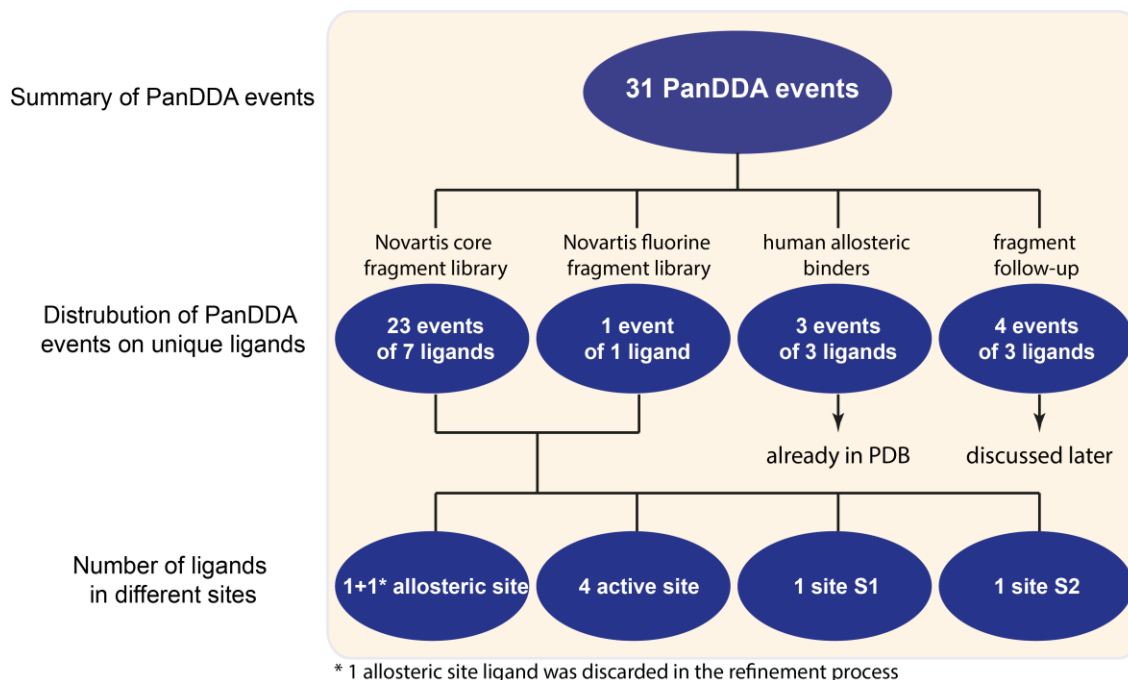 Summary of PanDDA events
31 PanDDA events
Novartis core
fragment library
Novartis fluorine
fragment library
human allosteric
binders
fragment
follow-up
Distrubution of PanDDA
events on unique ligands
23 events
of 7 ligands
1 event
of 1 ligand
3 events
of 3 ligands
4 events
of 3 ligands
already in PDB
discussed later
Number of ligands
in different sites
1+1* allosteric site
4 active site
1 site S1
1 site S2
* 1 allosteric site ligand was discarded in the refinement process